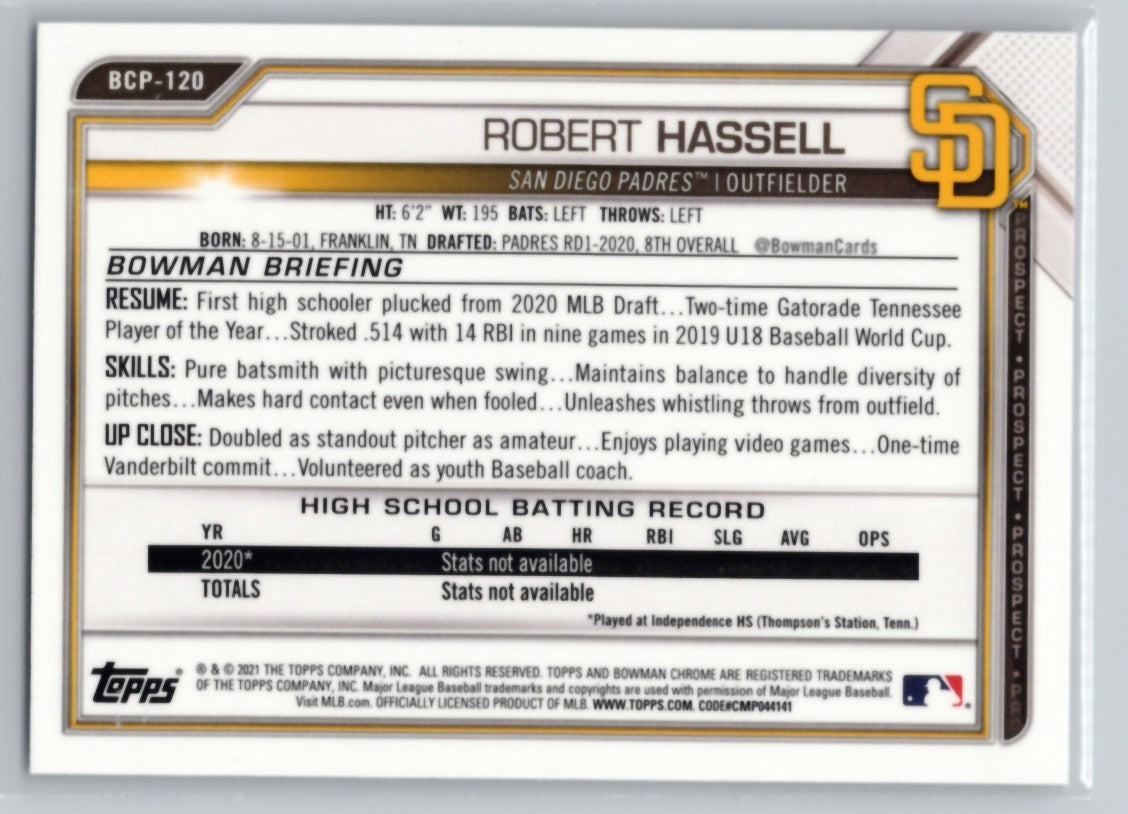 BCP-120
SD
ROBERT HASSELL
SAN DIEGO PADRES™ | OUTFIELDER
HT: 6'2" WT: 195 BATS: LEFT THROWS: LEFT
BORN: 8-15-01, FRANKLIN, TN DRAFTED: PADRES RD1-2020, 8TH OVERALL @BowmanCards
BOWMAN BRIEFING
RESUME: First high schooler plucked from 2020 MLB Draft...Two-time Gatorade Tennessee
Player of the Year...Stroked .514 with 14 RBI in nine games in 2019 U18 Baseball World Cup.
SKILLS: Pure batsmith with picturesque swing...Maintains balance to handle diversity of
pitches...Makes hard contact even when fooled...Unleashes whistling throws from outfield.
UP CLOSE: Doubled as standout pitcher as amateur...Enjoys playing video games...One-time
Vanderbilt commit...Volunteered as youth Baseball coach.
HIGH SCHOOL BATTING RECORD
YR G AB HR RBI SLG AVG OPS
2020* Stats not available
TOTALS Stats not available
*Played at Independence HS (Thompson's Station, Tenn.)
Topps®
® & © 2021 THE TOPPS COMPANY, INC. ALL RIGHTS RESERVED. TOPPS AND BOWMAN CHROME ARE REGISTERED TRADEMARKS
OF THE TOPPS COMPANY, INC. Major League Baseball trademarks and copyrights are used with permission of Major League Baseball.
Visit MLB.com. OFFICIALLY LICENSED PRODUCT OF MLB. WWW.TOPPS.COM. CODE#CMP044141
PROSPECT • PROSPECT • PROSPECT • PR